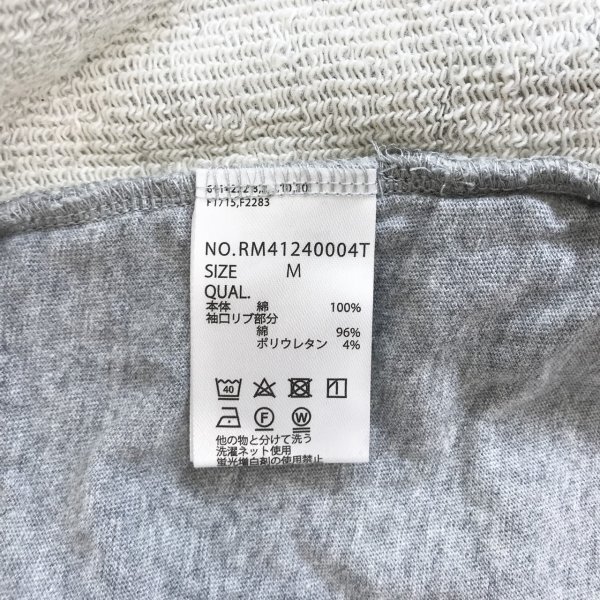 F1715,F2283
NO.RM41240004T
SIZE M
QUAL.
本体 綿 100%
袖口リブ部分
綿 96%
ポリウレタン 4%
40
F W
他の物と分けて洗う
洗濯ネット使用
蛍光増白剤の使用禁止